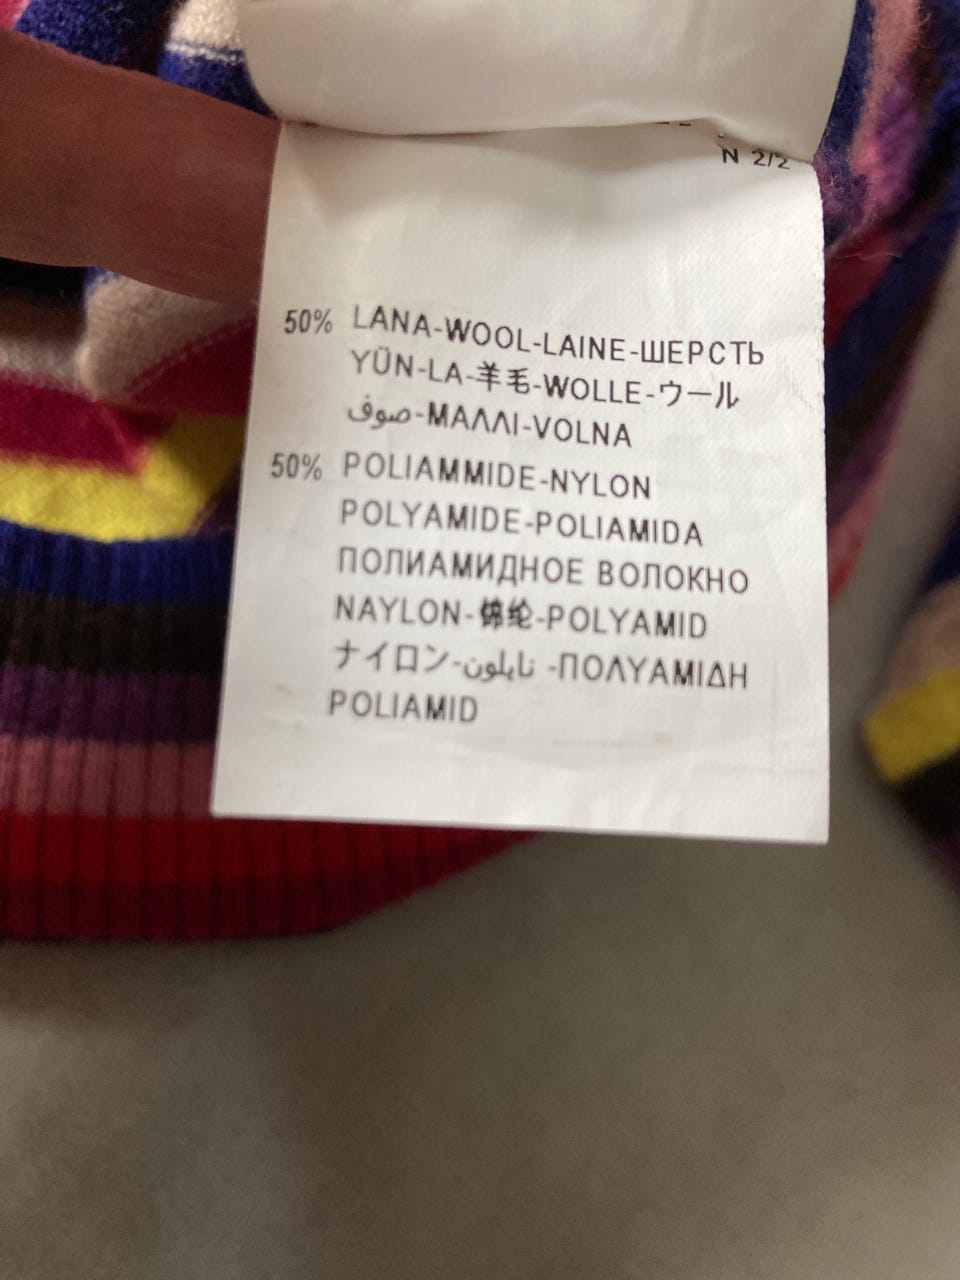 N 2/2
50% LANA-WOOL-LAINE-ШЕРСТЬ
YÜN-LA-羊毛-WOLLE-ウール
صوف-ΜΑΛΛΙ-VOLNA
50% POLIAMMIDE-NYLON
POLYAMIDE-POLIAMIDA
ПОЛИАМИДНОЕ ВОЛОКНО
NAYLON-锦纶-POLYAMID
ナイロン-نايلون -ΠΟΛΥΑΜΙΔΗ
POLIAMID